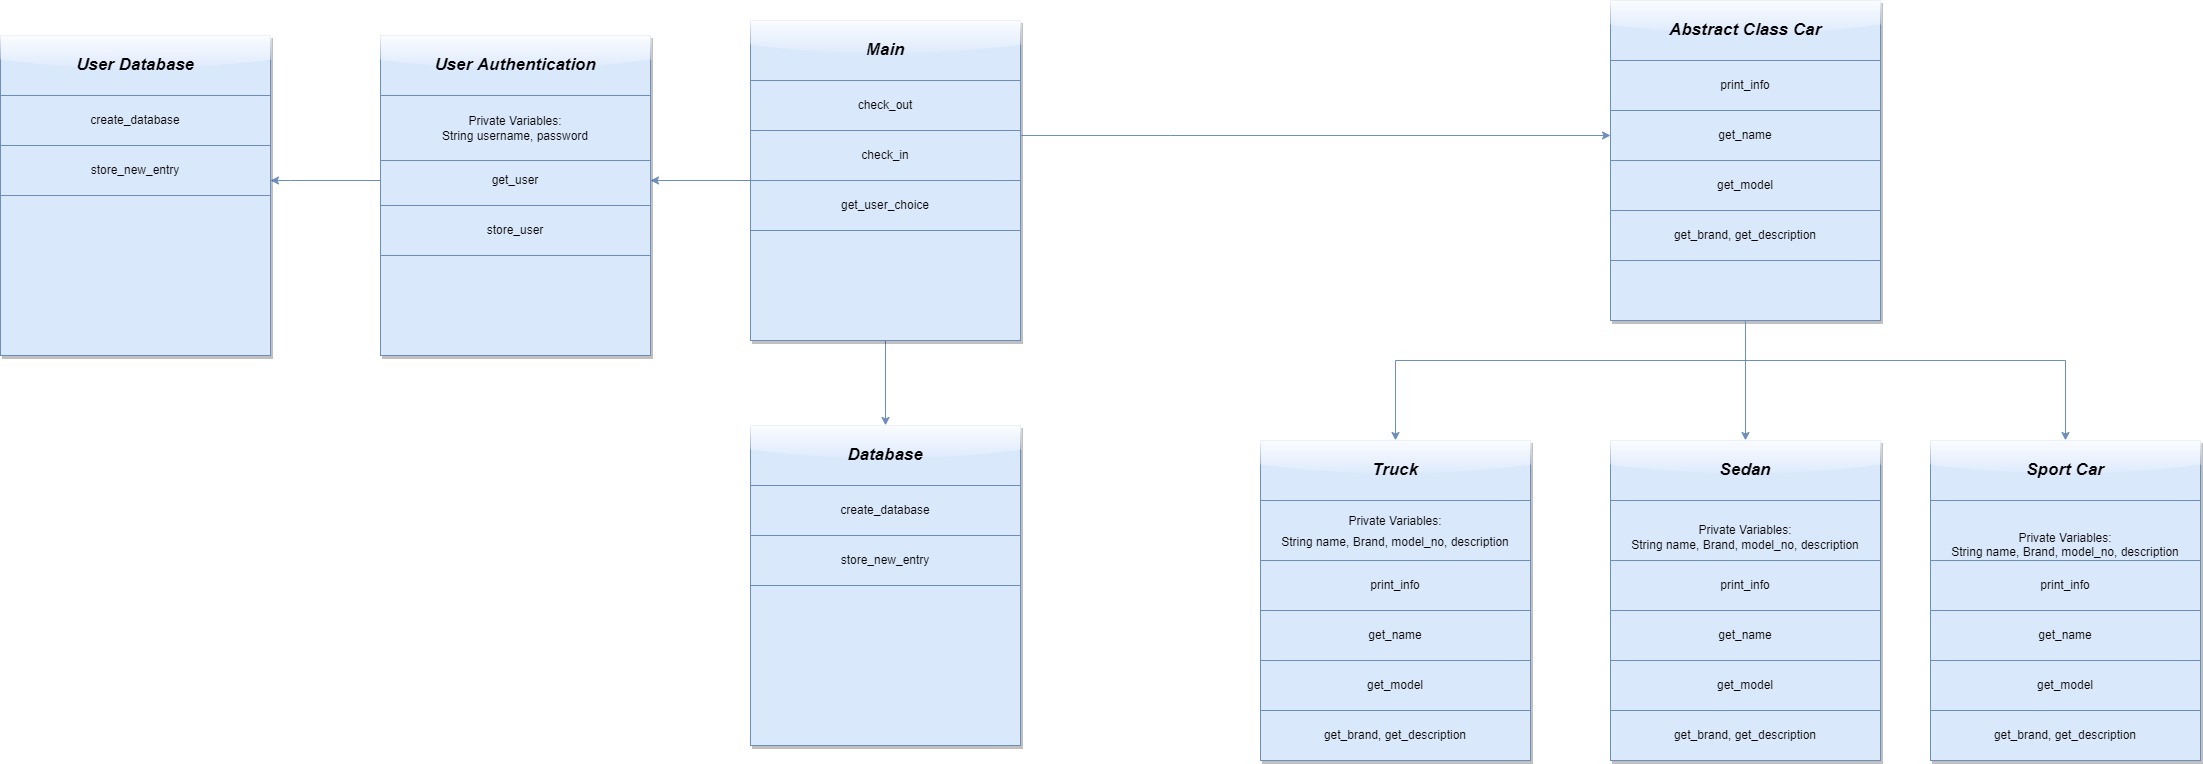 User Database
create_database
store_new_entry
User Authentication
Private Variables:
String username, password
get_user
store_user
Main
check_out
check_in
get_user_choice
Abstract Class Car
print_info
get_name
get_model
get_brand, get_description
Database
create_database
store_new_entry
Truck
Private Variables:
String name, Brand, model_no, description
print_info
get_name
get_model
get_brand, get_description
Sedan
Private Variables:
String name, Brand, model_no, description
print_info
get_name
get_model
get_brand, get_description
Sport Car
Private Variables:
String name, Brand, model_no, description
print_info
get_name
get_model
get_brand, get_description